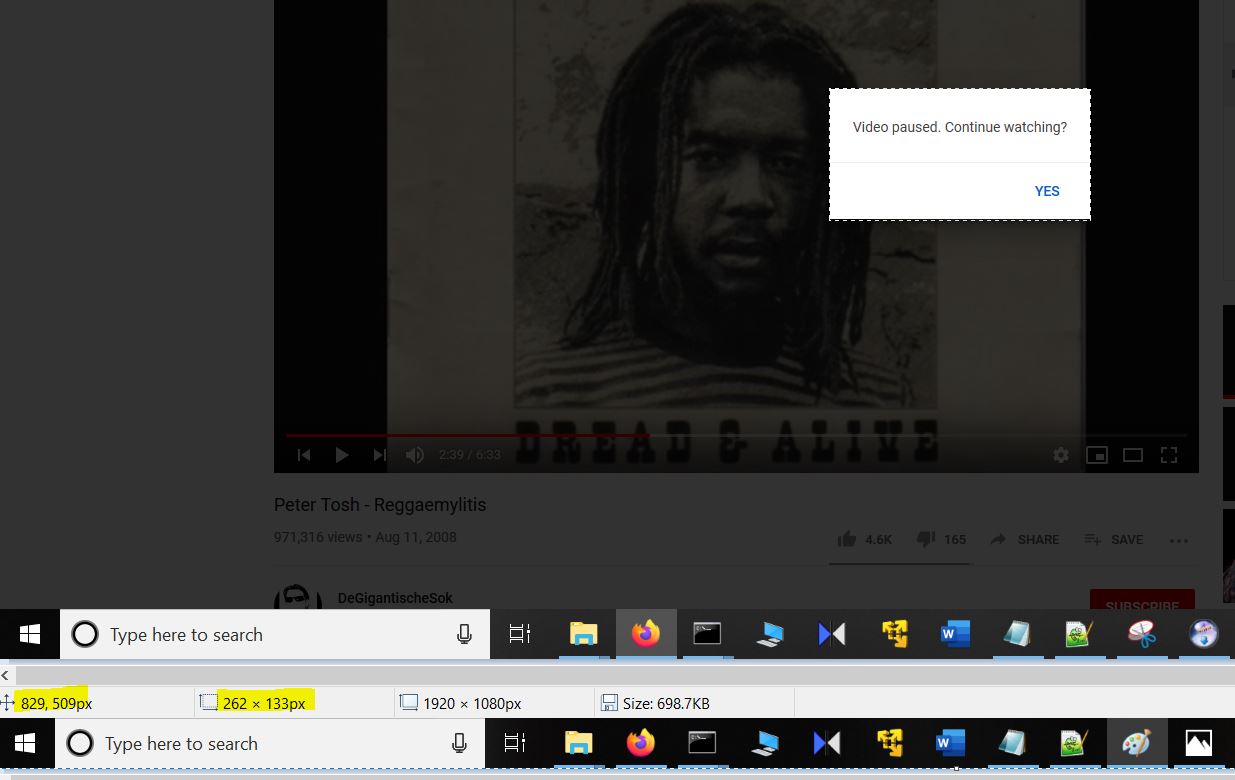 Video paused. Continue watching?
YES
DREAD & ALIVE
2:39 / 6:33
Peter Tosh - Reggaemylitis
971,316 views • Aug 11, 2008
4.6K 165 SHARE SAVE
DeGigantischeSok
SUBSCRIBE
Type here to search
829, 509px 262 × 133px 1920 × 1080px Size: 698.7KB
Type here to search